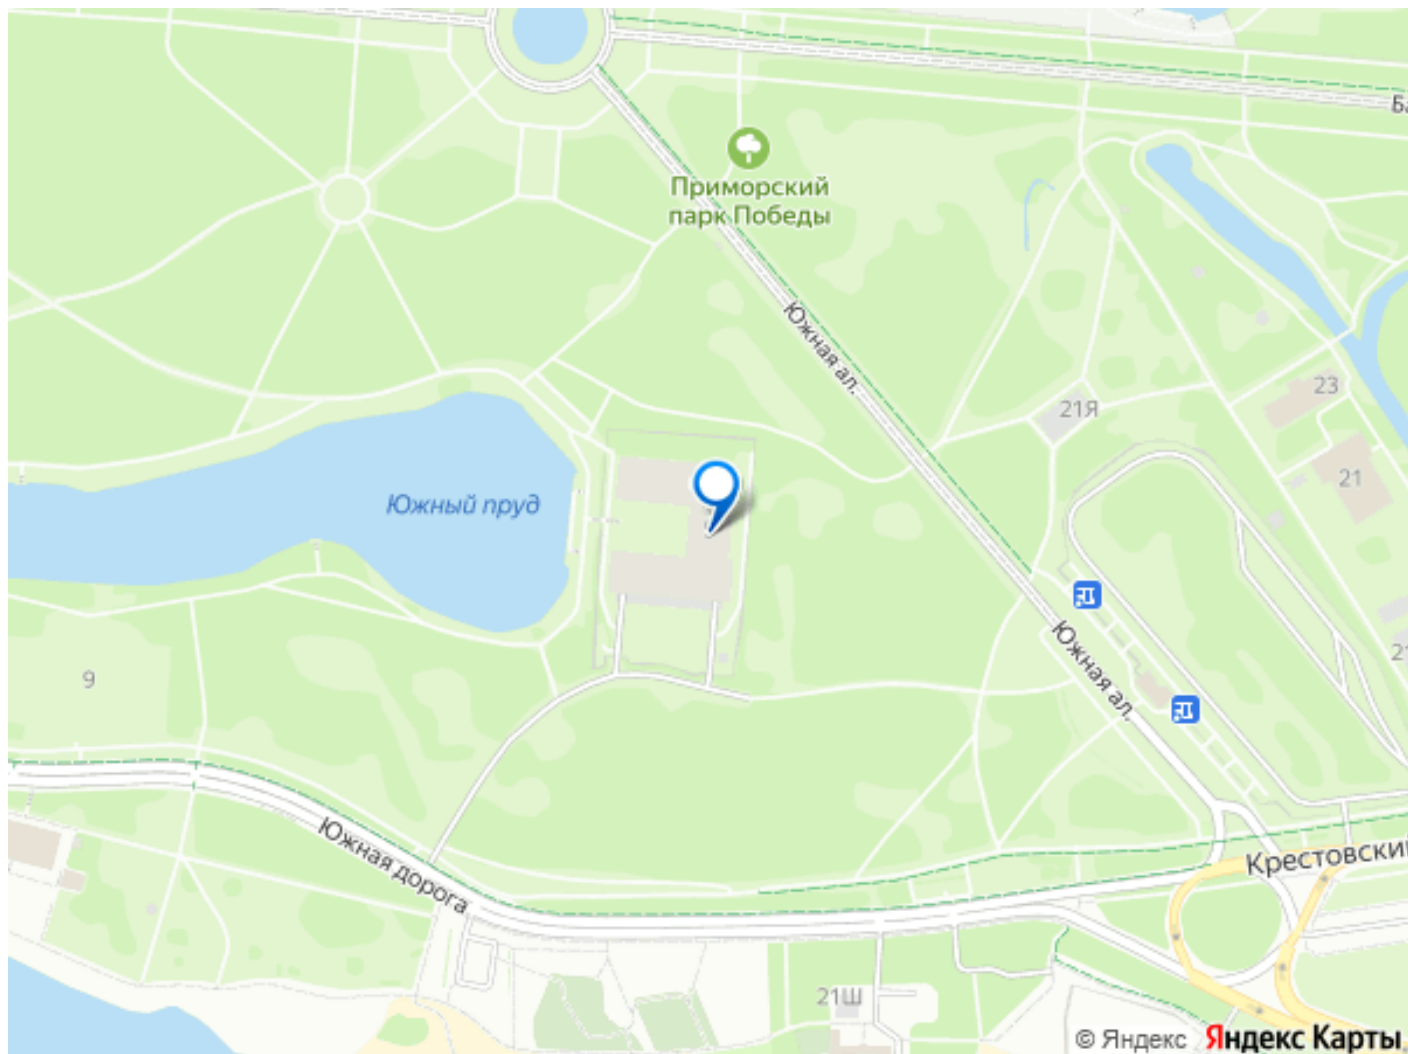 Приморский
парк Победы
Южная ал.
23
21Я
21
Южный пруд
Южная ал.
9
Южная дорога
Крестовский
21Ш
© Яндекс Яндекс Карты